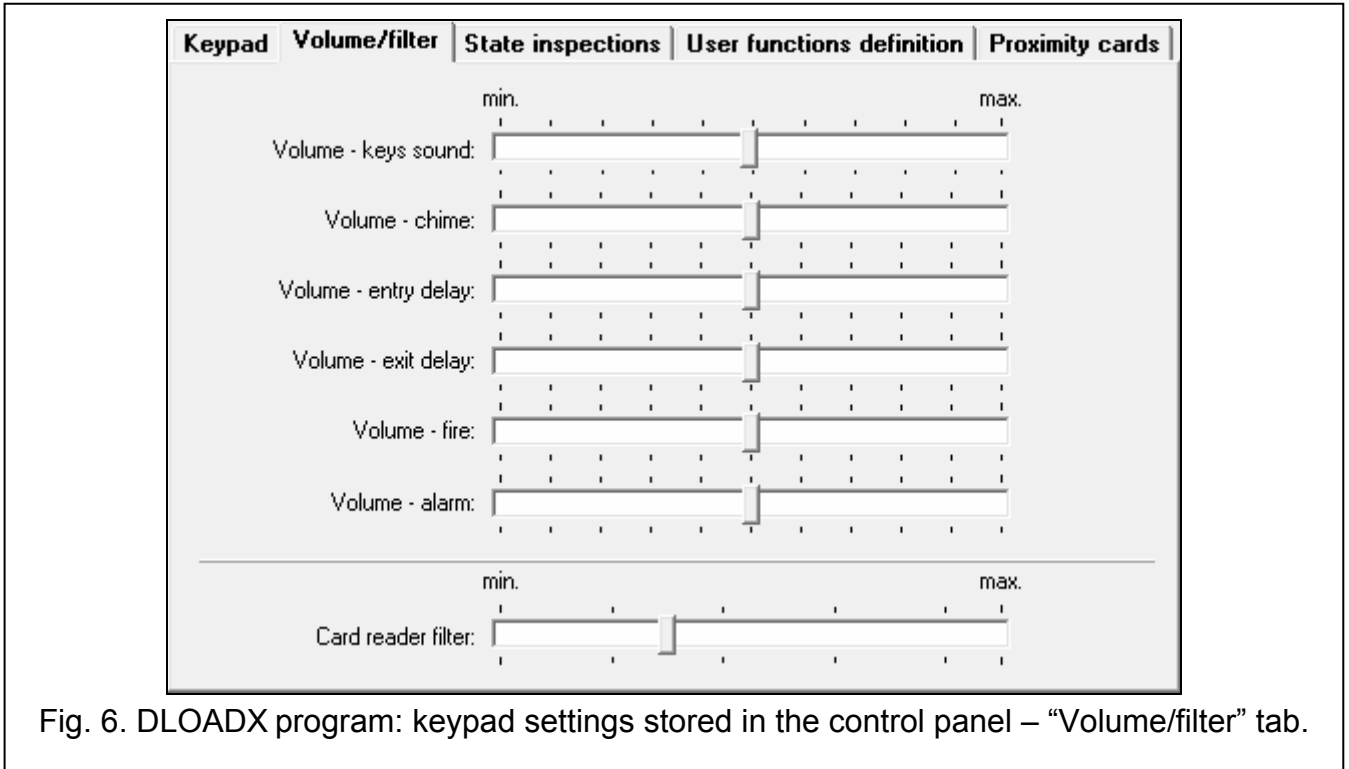 Keypad Volume/filter State inspections User functions definition Proximity cards
min. max.
Volume - keys sound:
Volume - chime:
Volume - entry delay:
Volume - exit delay:
Volume - fire:
Volume - alarm:
min. max.
Card reader filter:
Fig. 6. DLOADX program: keypad settings stored in the control panel – “Volume/filter” tab.